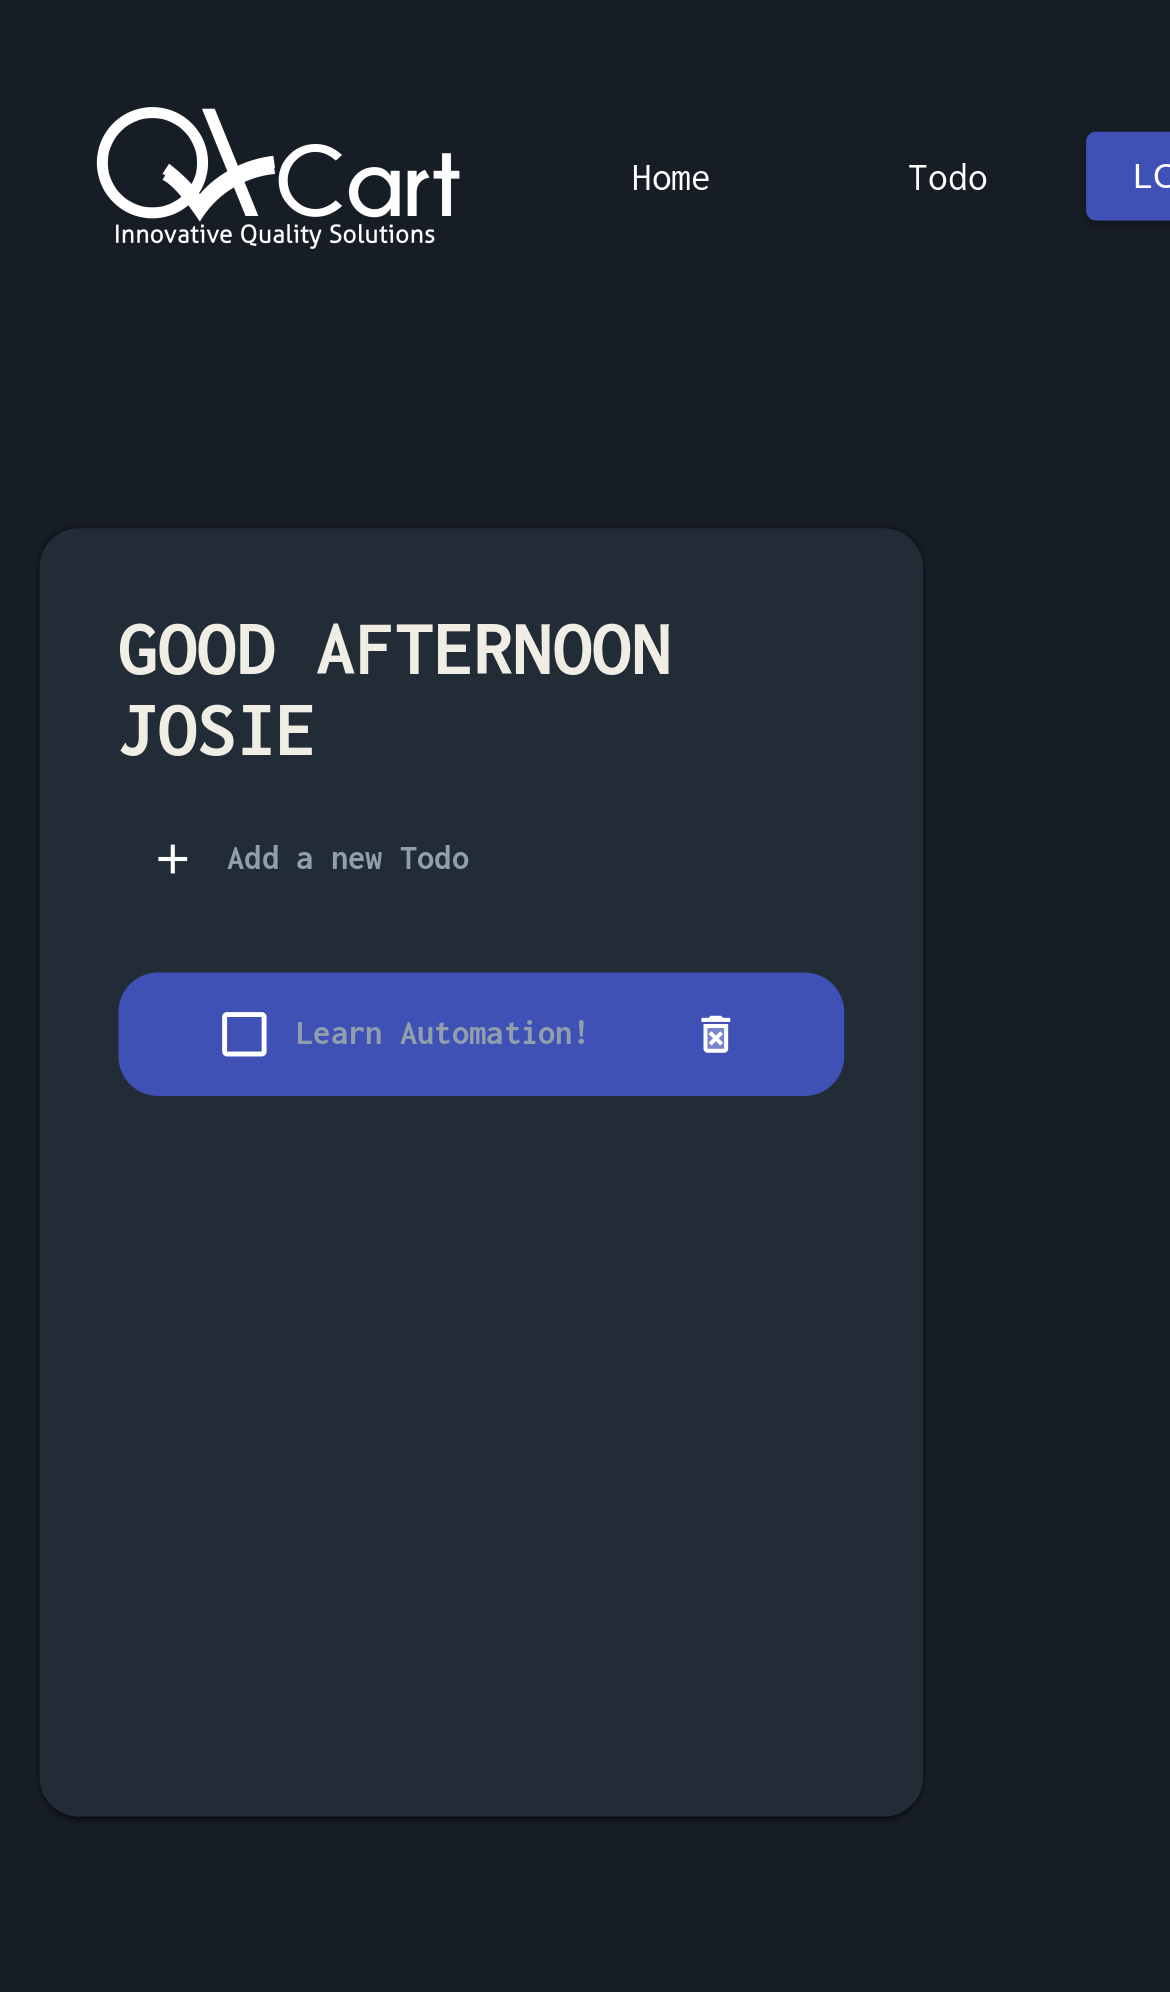 QACart
Innovative Quality Solutions
Home
Todo
LO
GOOD AFTERNOON
JOSIE
Add a new Todo
Learn Automation!